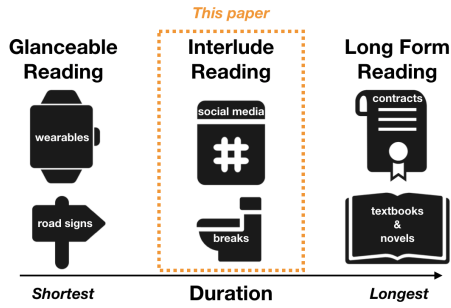 This paper
Glanceable
Reading
Interlude
Reading
Long Form
Reading
wearables
social media
#
contracts
road signs
breaks
textbooks
&
novels
Shortest
Duration
Longest